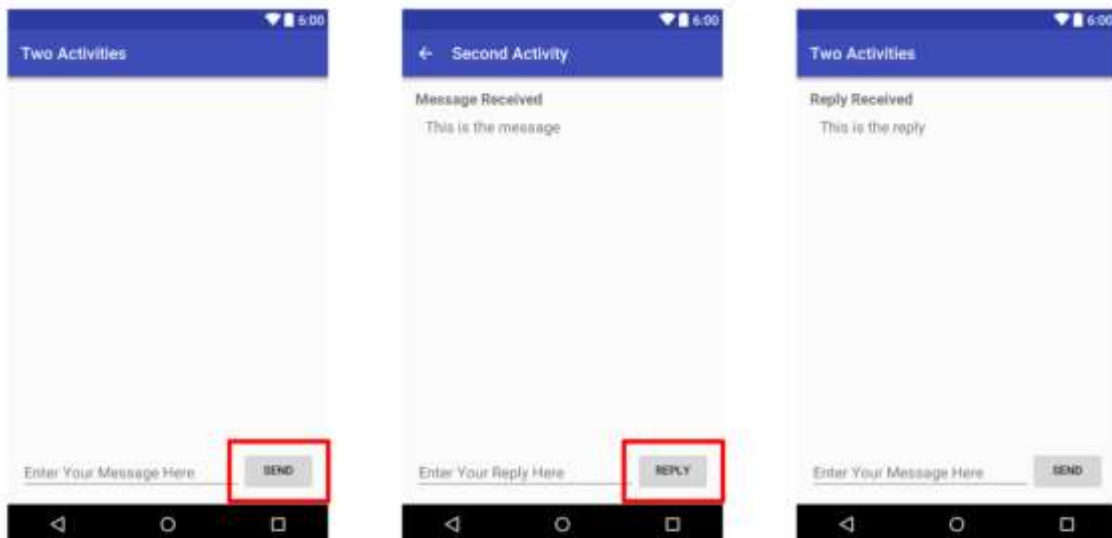 6:00
Two Activities
Enter Your Message Here
SEND
6:00
Second Activity
Message Received
This is the message
Enter Your Reply Here
REPLY
6:00
Two Activities
Reply Received
This is the reply
Enter Your Message Here
SEND